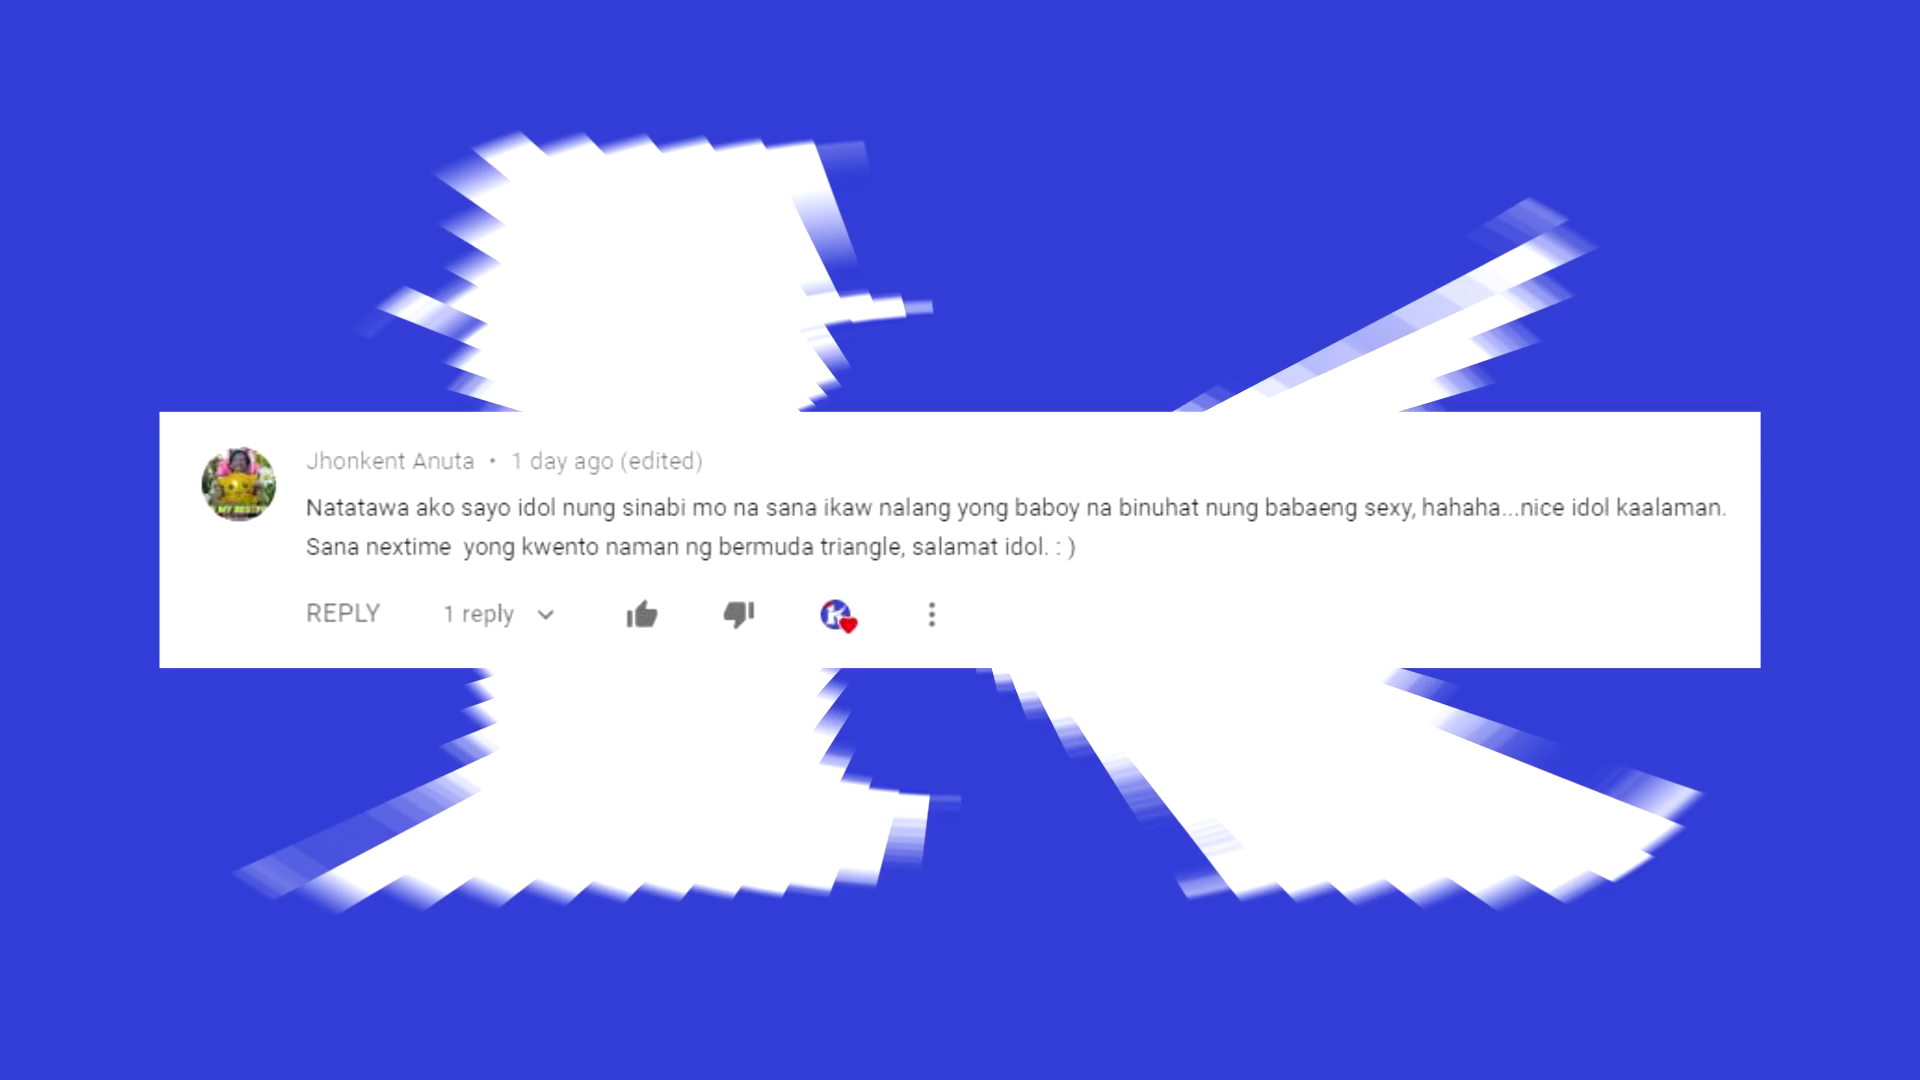 Jhonkent Anuta • 1 day ago (edited)
Natatawa ako sayo idol nung sinabi mo na sana ikaw nalang yong baboy na binuhat nung babaeng sexy, hahaha...nice idol kaalaman.
Sana nextime yong kwento naman ng bermuda triangle, salamat idol. : )
REPLY 1 reply